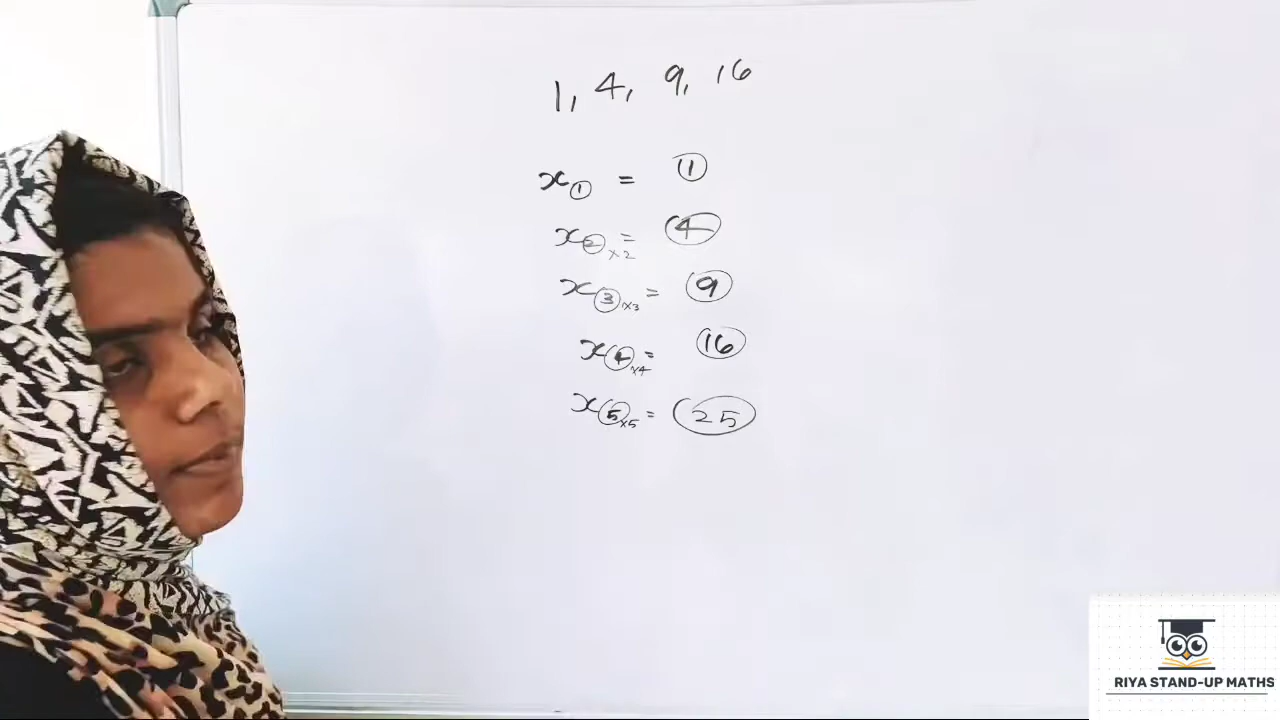 1, 4, 9, 16
x₁ = 1
x₂ ×2 = 4
x₃ ×3 = 9
x₄ ×4 = 16
x₅ ×5 = 25
RIYA STAND-UP MATHS